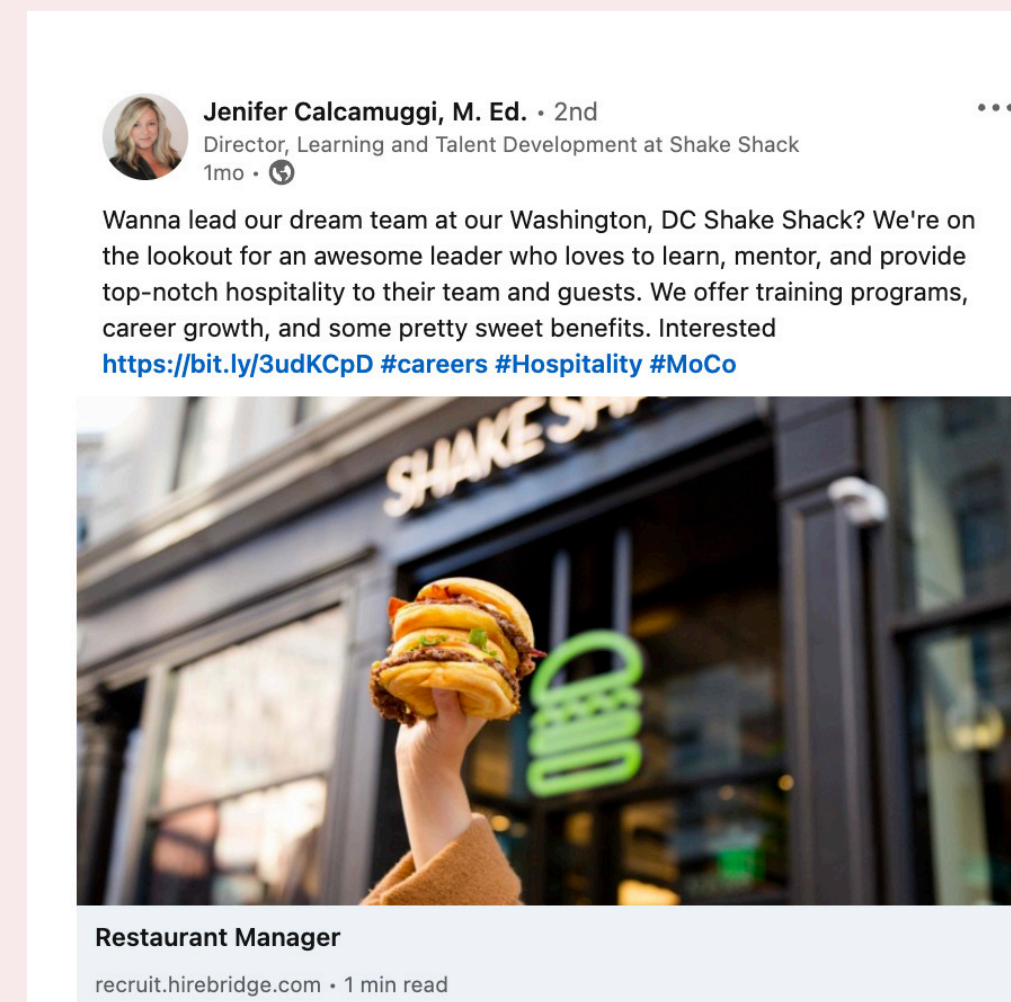 Jenifer Calcamuggi, M. Ed. • 2nd
Director, Learning and Talent Development at Shake Shack
1mo •
Wanna lead our dream team at our Washington, DC Shake Shack? We're on
the lookout for an awesome leader who loves to learn, mentor, and provide
top-notch hospitality to their team and guests. We offer training programs,
career growth, and some pretty sweet benefits. Interested
https://bit.ly/3udKCpD #careers #Hospitality #MoCo
SHAKE SHA
Restaurant Manager
recruit.hirebridge.com • 1 min read